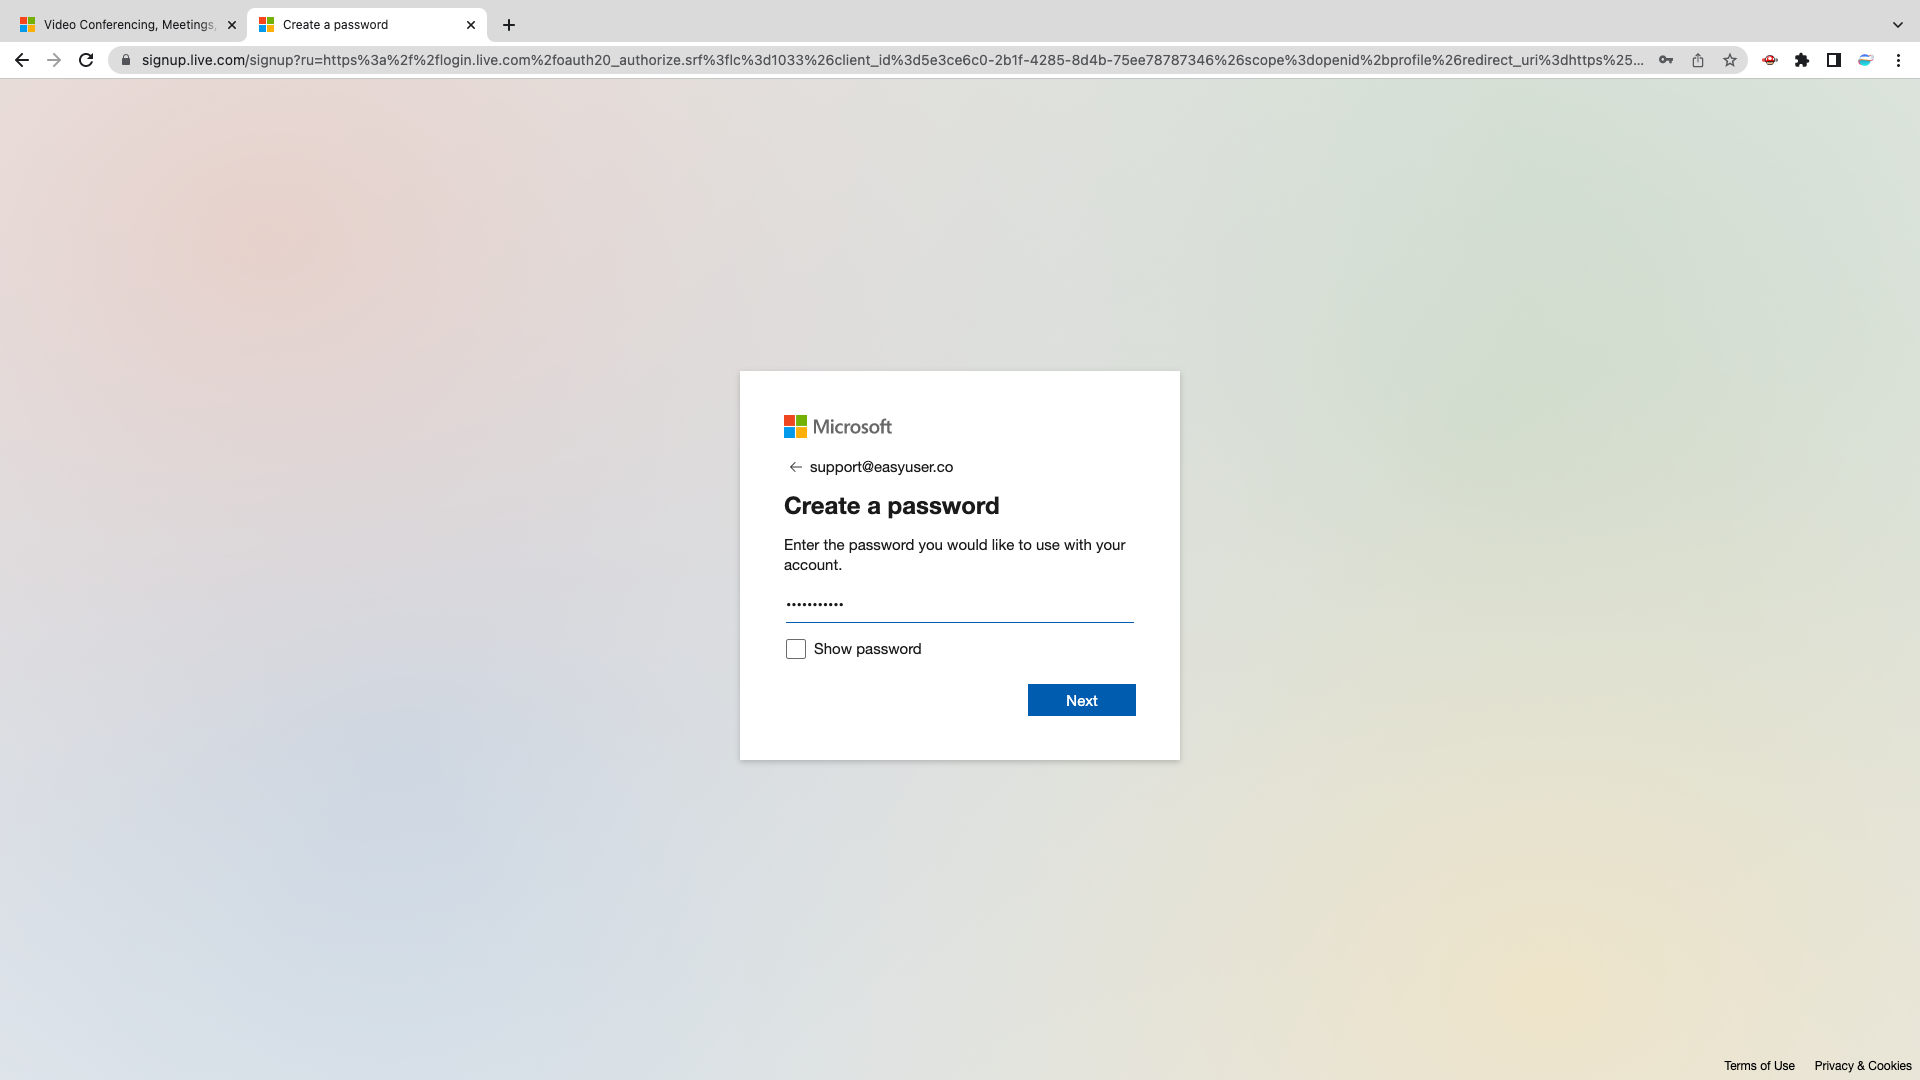 Video Conferencing, Meetings,
Create a password
signup.live.com/signup?ru=https%3a%2f%2flogin.live.com%2foauth20_authorize.srf%3flc%3d1033%26client_id%3d5e3ce6c0-2b1f-4285-8d4b-75ee78787346%26scope%3dopenid%2bprofile%26redirect_uri%3dhttps%25...
Microsoft
support@easyuser.co
Create a password
Enter the password you would like to use with your
account.
•••••••••••
Show password
Next
Terms of Use
Privacy & Cookies